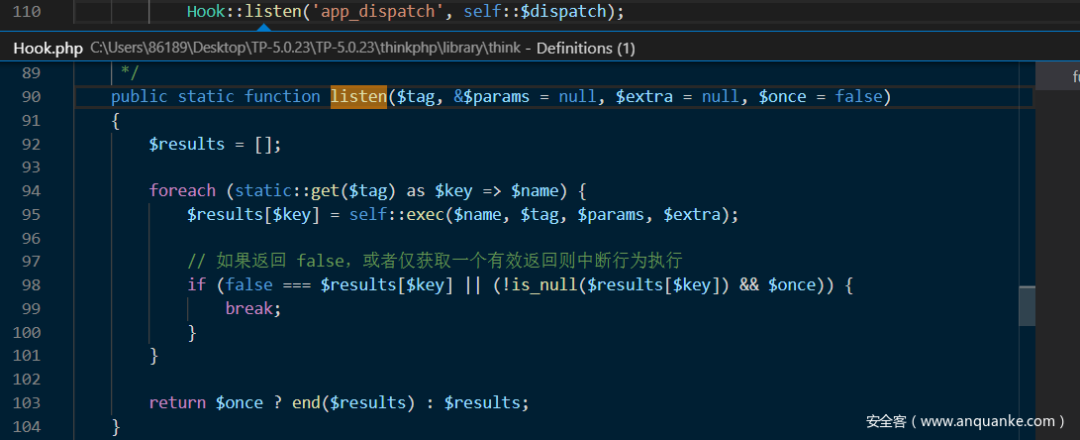 110 Hook::listen('app_dispatch', self::$dispatch);
Hook.php C:\Users\86189\Desktop\TP-5.0.23\TP-5.0.23\thinkphp\library\think - Definitions (1)
89 */
90 public static function listen($tag, &$params = null, $extra = null, $once = false)
91 {
92 $results = [];
93
94 foreach (static::get($tag) as $key => $name) {
95 $results[$key] = self::exec($name, $tag, $params, $extra);
96
97 // 如果返回 false，或者仅获取一个有效返回则中断行为执行
98 if (false === $results[$key] || (!is_null($results[$key]) && $once)) {
99 break;
100 }
101 }
102
103 return $once ? end($results) : $results;
104 }
安全客（www.anquanke.com）